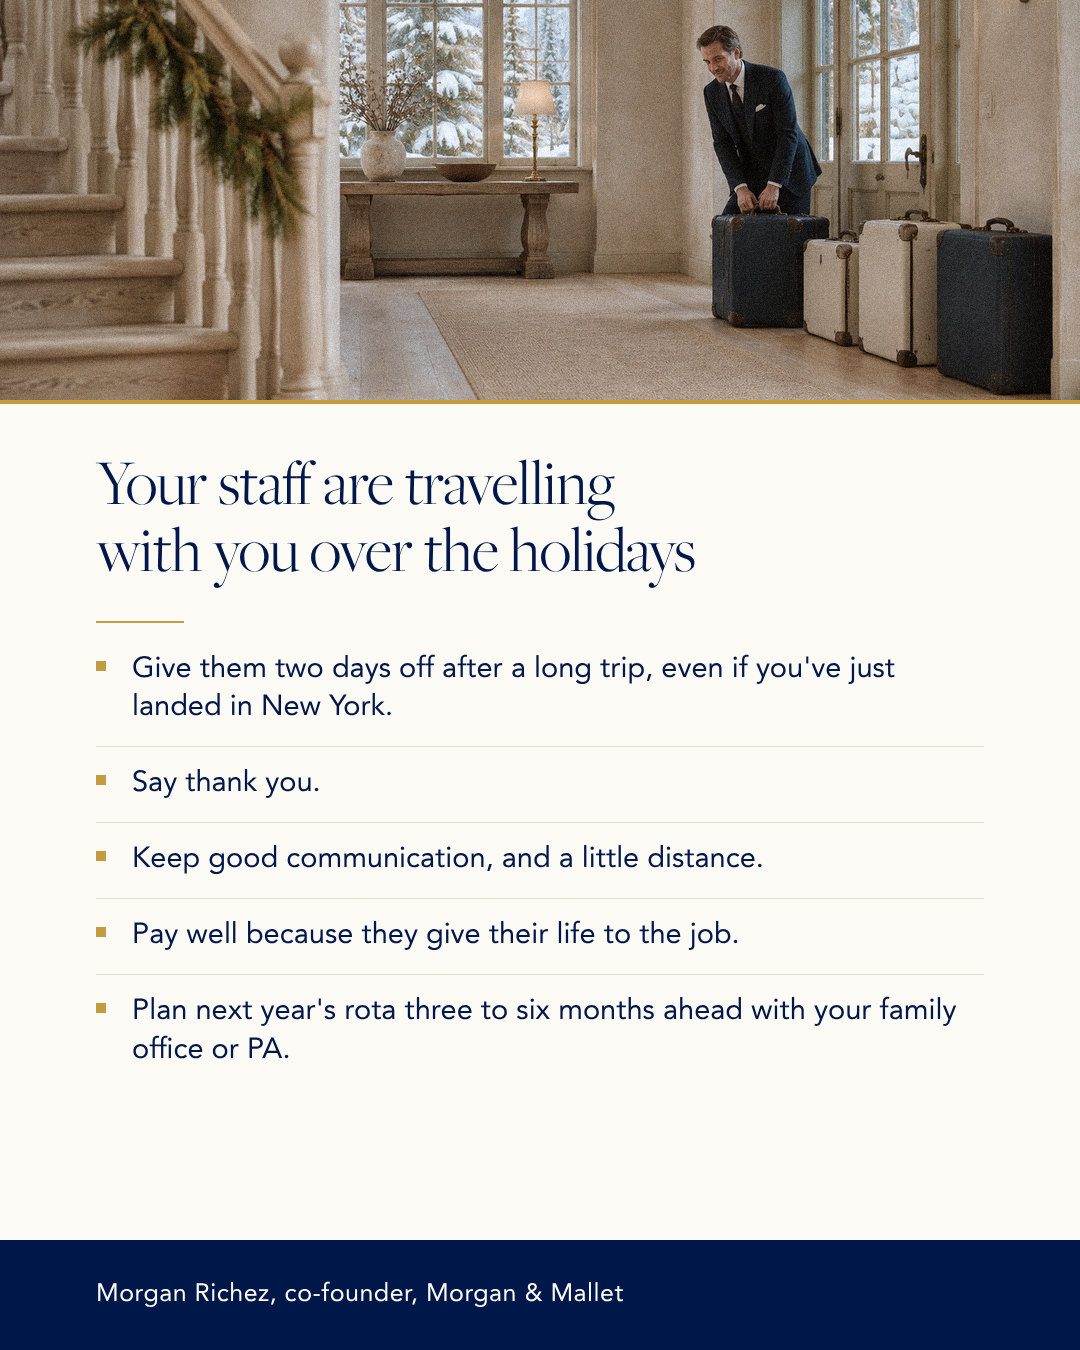 Your staff are travelling
with you over the holidays
Give them two days off after a long trip, even if you've just
landed in New York.
Say thank you.
Keep good communication, and a little distance.
Pay well because they give their life to the job.
Plan next year's rota three to six months ahead with your family
office or PA.
Morgan Richez, co-founder, Morgan & Mallet